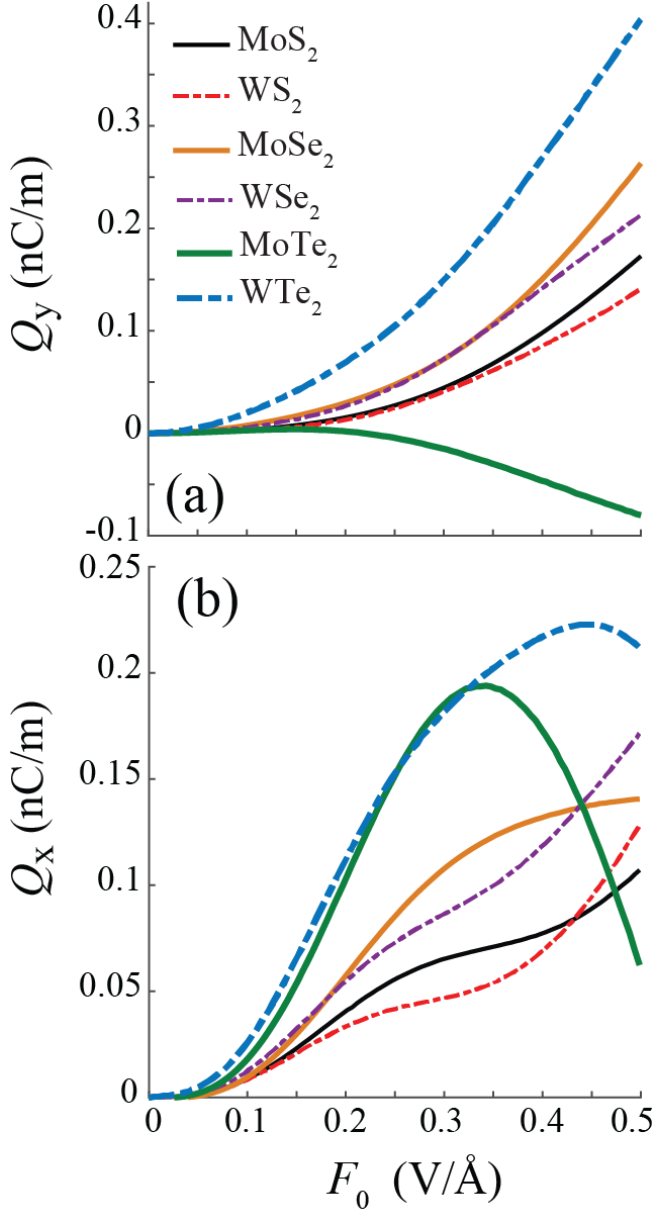 0.4
0.3
0.2
0.1
0
-0.1
Q_y (nC/m)
MoS₂
WS₂
MoSe₂
WSe₂
MoTe₂
WTe₂
(a)
0.25
0.2
0.15
0.1
0.05
0
Q_x (nC/m)
(b)
0 0.1 0.2 0.3 0.4 0.5
F₀ (V/Å)